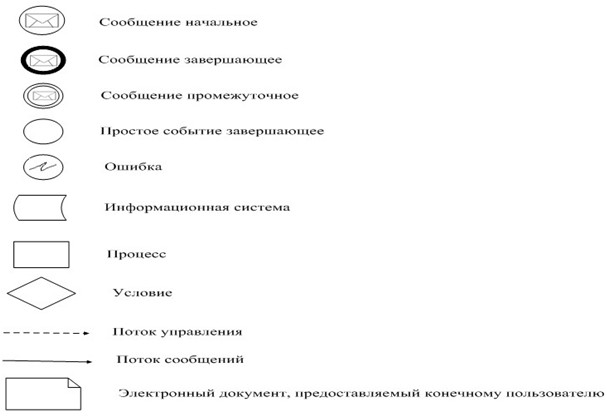 Сообщение начальное
Сообщение завершающее
Сообщение промежуточное
Простое событие завершающее
Ошибка
Информационная система
Процесс
Условие
Поток управления
Поток сообщений
Электронный документ, предоставляемый конечному пользователю